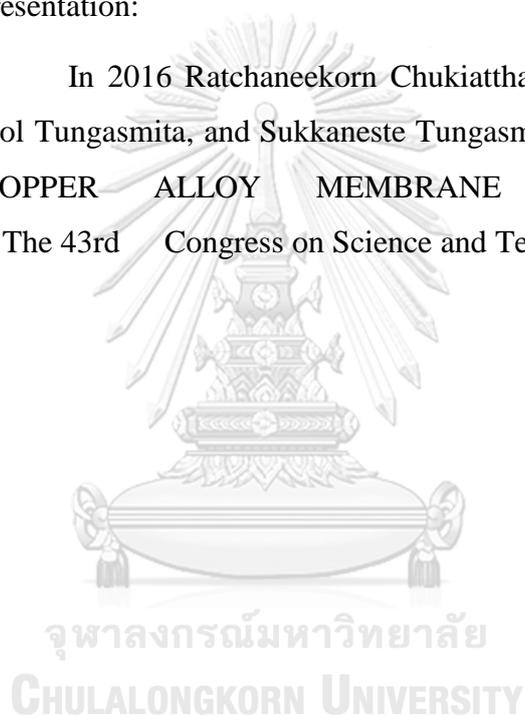 resentation:
In 2016 Ratchaneekorn Chukiattha
ol Tungasmita, and Sukkaneste Tungasm
OPPER ALLOY MEMBRANE
The 43rd Congress on Science and Te
จุฬาลงกรณ์มหาวิทยาลัย
CHULALONGKORN UNIVERSITY